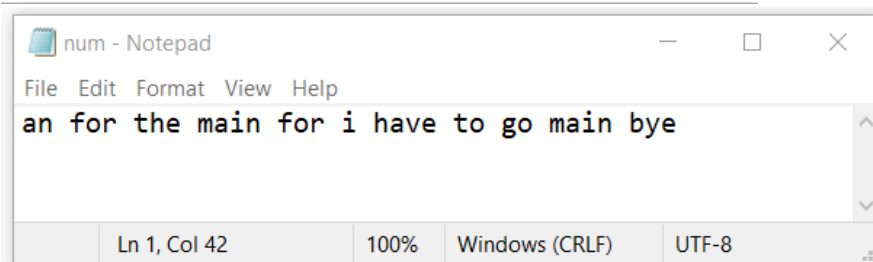 num - Notepad
File Edit Format View Help
an for the main for i have to go main bye
Ln 1, Col 42 100% Windows (CRLF) UTF-8